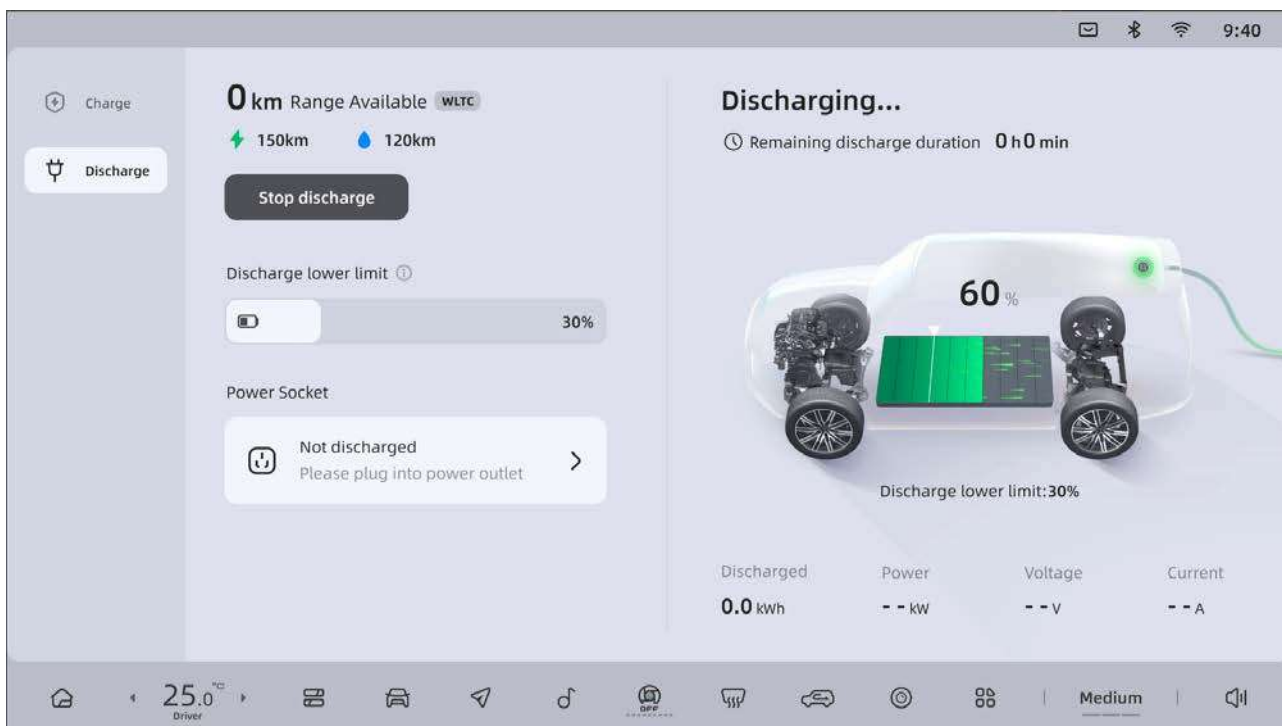 9:40
Charge
Discharge
0 km Range Available WLTC
150km 120km
Stop discharge
Discharge lower limit
30%
Power Socket
Not discharged
Please plug into power outlet
Discharging...
Remaining discharge duration 0 h 0 min
60 %
Discharge lower limit:30%
Discharged Power Voltage Current
0.0 kWh -- kW -- V -- A
25.0 °C
Driver
OFF
Medium